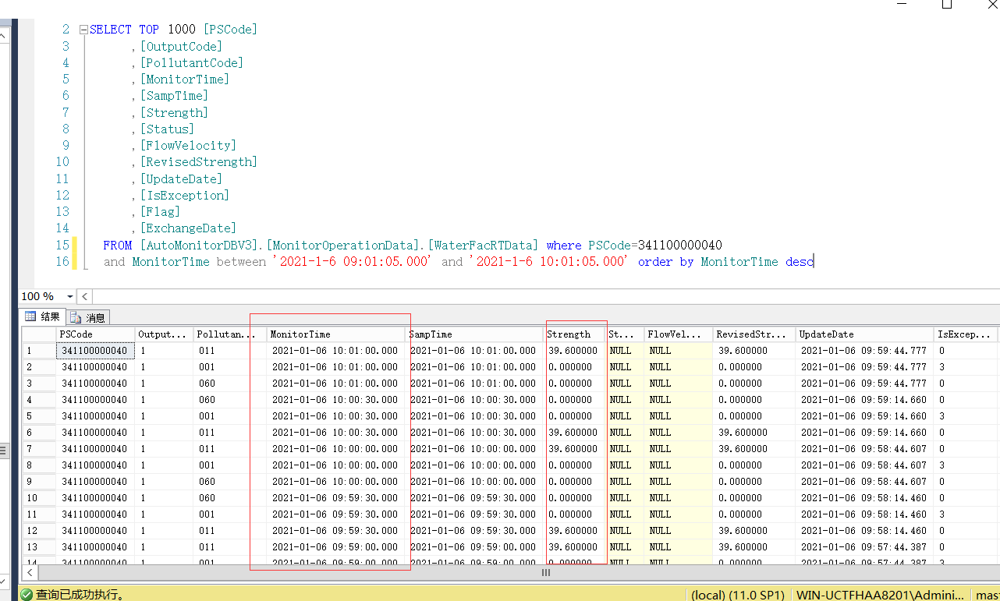 2 SELECT TOP 1000 [PSCode]
3 ,[OutputCode]
4 ,[PollutantCode]
5 ,[MonitorTime]
6 ,[SampTime]
7 ,[Strength]
8 ,[Status]
9 ,[FlowVelocity]
10 ,[RevisedStrength]
11 ,[UpdateDate]
12 ,[IsException]
13 ,[Flag]
14 ,[ExchangeDate]
15 FROM [AutoMonitorDBV3].[MonitorOperationData].[WaterFacRTData] where PSCode=341100000040
16 and MonitorTime between '2021-1-6 09:01:05.000' and '2021-1-6 10:01:05.000' order by MonitorTime desc
100 %
结果 消息
PSCode Output... Pollutan... MonitorTime SampTime Strength St... FlowVel... RevisedStr... UpdateDate IsExcep...
1 341100000040 1 011 2021-01-06 10:01:00.000 2021-01-06 10:01:00.000 39.600000 NULL NULL 39.600000 2021-01-06 09:59:44.777 0
2 341100000040 1 001 2021-01-06 10:01:00.000 2021-01-06 10:01:00.000 0.000000 NULL NULL 0.000000 2021-01-06 09:59:44.777 3
3 341100000040 1 060 2021-01-06 10:01:00.000 2021-01-06 10:01:00.000 0.000000 NULL NULL 0.000000 2021-01-06 09:59:44.777 0
4 341100000040 1 060 2021-01-06 10:00:30.000 2021-01-06 10:00:30.000 0.000000 NULL NULL 0.000000 2021-01-06 09:59:14.660 0
5 341100000040 1 001 2021-01-06 10:00:30.000 2021-01-06 10:00:30.000 0.000000 NULL NULL 0.000000 2021-01-06 09:59:14.660 3
6 341100000040 1 011 2021-01-06 10:00:30.000 2021-01-06 10:00:30.000 39.600000 NULL NULL 39.600000 2021-01-06 09:59:14.660 0
7 341100000040 1 011 2021-01-06 10:00:00.000 2021-01-06 10:00:00.000 39.600000 NULL NULL 39.600000 2021-01-06 09:58:44.607 0
8 341100000040 1 001 2021-01-06 10:00:00.000 2021-01-06 10:00:00.000 0.000000 NULL NULL 0.000000 2021-01-06 09:58:44.607 3
9 341100000040 1 060 2021-01-06 10:00:00.000 2021-01-06 10:00:00.000 0.000000 NULL NULL 0.000000 2021-01-06 09:58:44.607 0
10 341100000040 1 060 2021-01-06 09:59:30.000 2021-01-06 09:59:30.000 0.000000 NULL NULL 0.000000 2021-01-06 09:58:14.460 0
11 341100000040 1 001 2021-01-06 09:59:30.000 2021-01-06 09:59:30.000 0.000000 NULL NULL 0.000000 2021-01-06 09:58:14.460 3
12 341100000040 1 011 2021-01-06 09:59:30.000 2021-01-06 09:59:30.000 39.600000 NULL NULL 39.600000 2021-01-06 09:58:14.460 0
13 341100000040 1 011 2021-01-06 09:59:00.000 2021-01-06 09:59:00.000 39.600000 NULL NULL 39.600000 2021-01-06 09:57:44.387 0
14 341100000040 1 001 2021-01-06 09:59:00.000 2021-01-06 09:59:00.000 0.000000 NULL NULL 0.000000 2021-01-06 09:57:44.387 3
查询已成功执行。 (local) (11.0 SP1) WIN-UCTFHAA8201\Admini... mas